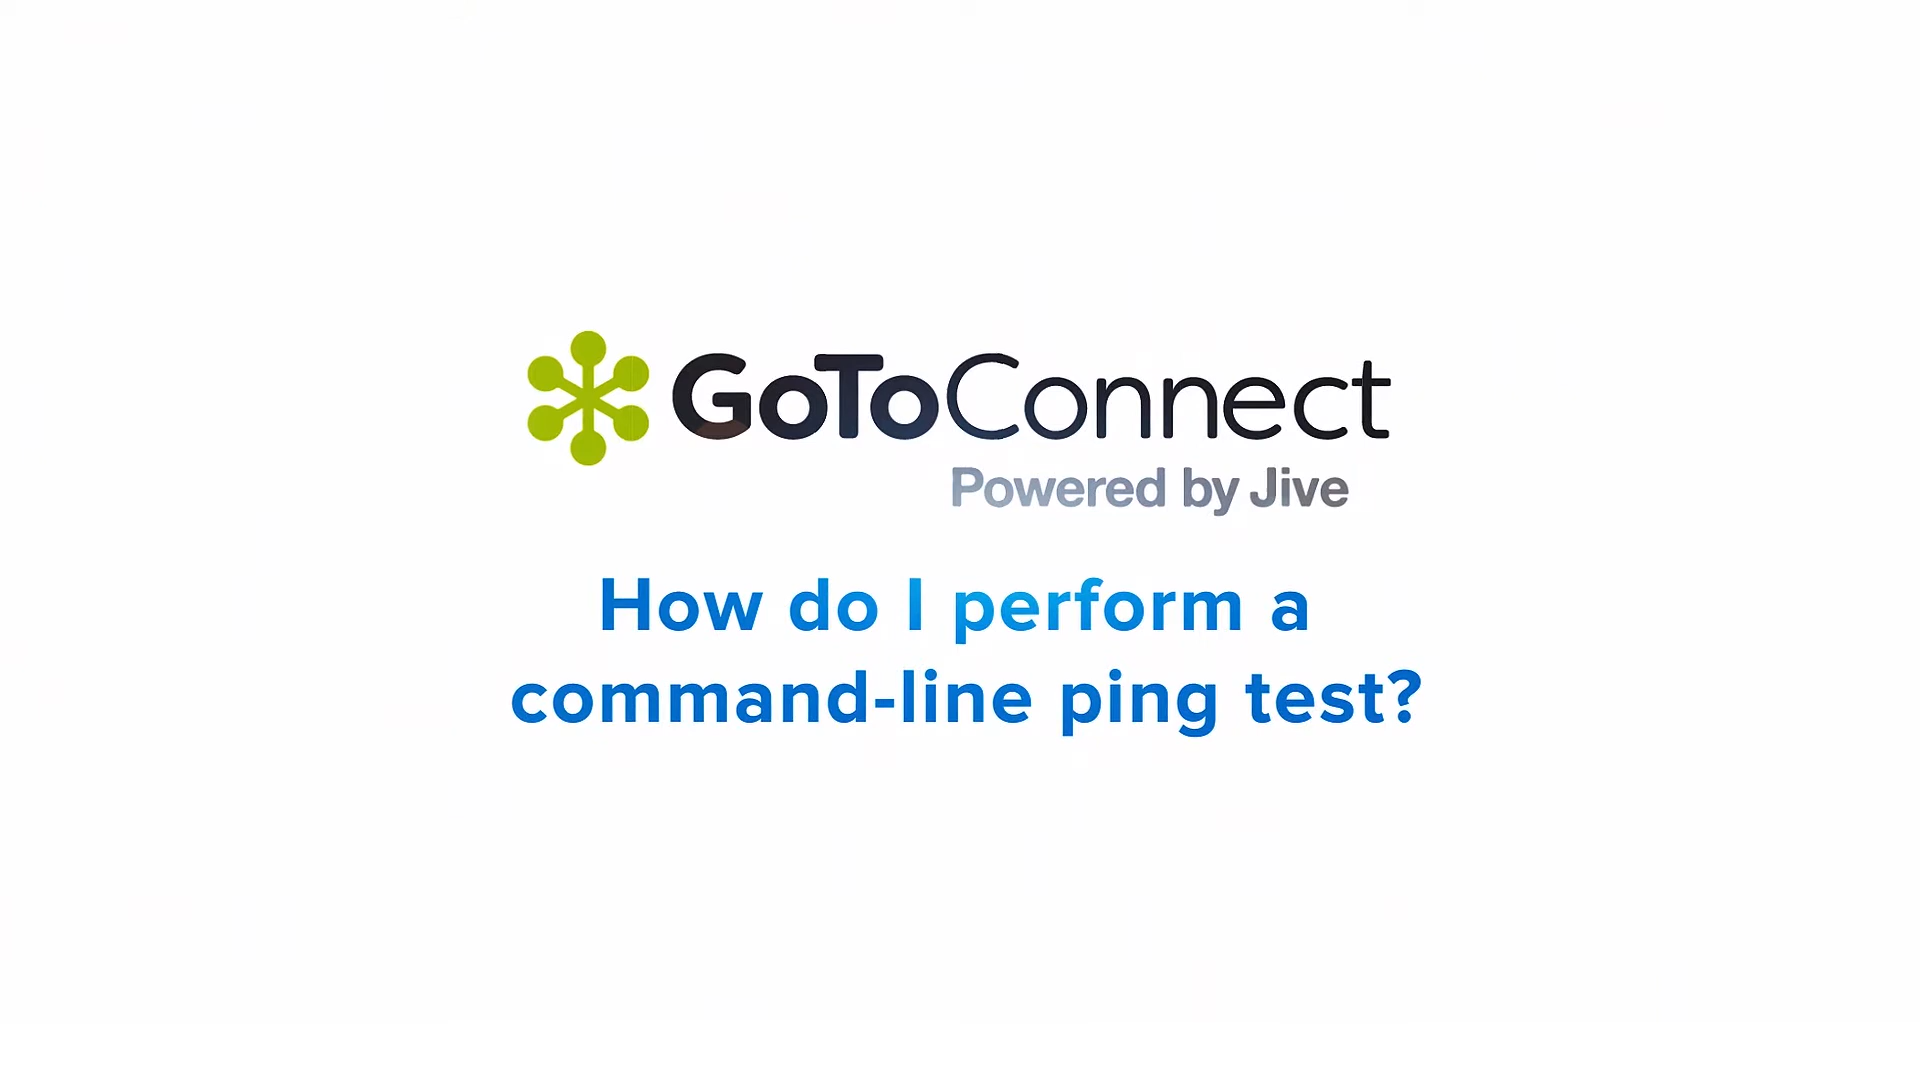 GoToConnect
Powered by Jive
How do I perform a
command-line ping test?